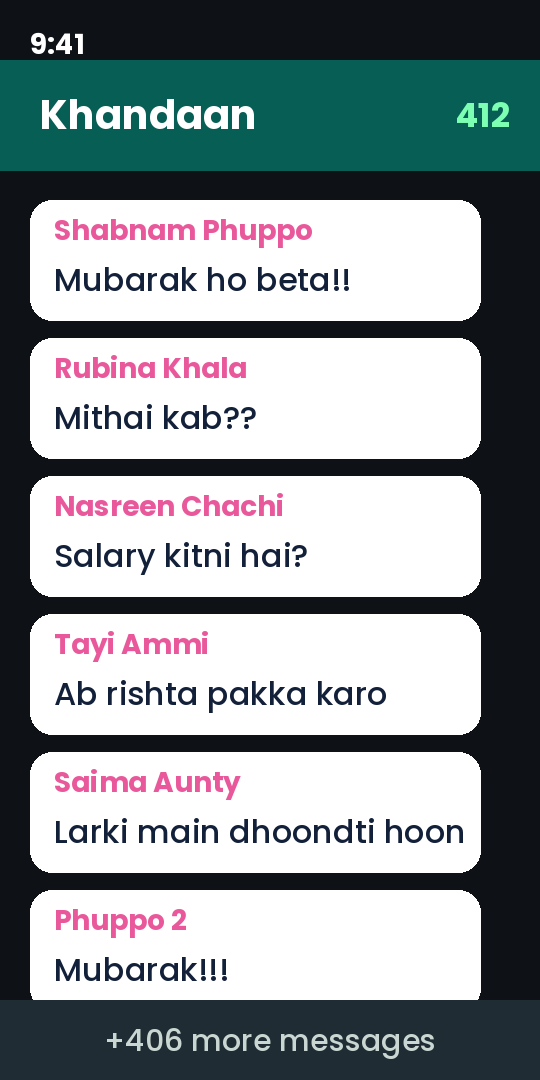 9:41
Khandaan 412
Shabnam Phuppo
Mubarak ho beta!!
Rubina Khala
Mithai kab??
Nasreen Chachi
Salary kitni hai?
Tayi Ammi
Ab rishta pakka karo
Saima Aunty
Larki main dhoondti hoon
Phuppo 2
Mubarak!!!
+406 more messages